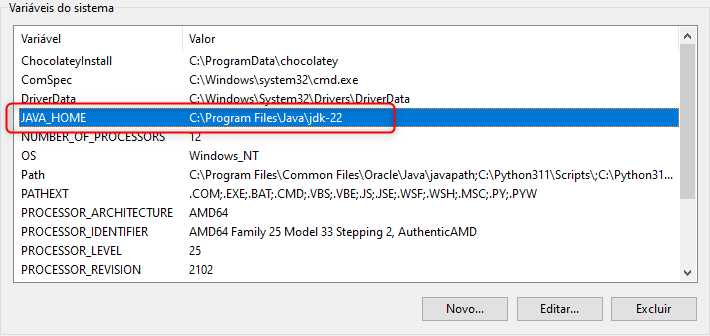 Variáveis do sistema
Variável Valor
ChocolateyInstall C:\ProgramData\chocolatey
ComSpec C:\Windows\system32\cmd.exe
DriverData C:\Windows\System32\Drivers\DriverData
JAVA_HOME C:\Program Files\Java\jdk-22
NUMBER_OF_PROCESSORS 12
OS Windows_NT
Path C:\Program Files\Common Files\Oracle\Java\javapath;C:\Python311\Scripts\;C:\Python31...
PATHEXT .COM;.EXE;.BAT;.CMD;.VBS;.VBE;.JS;.JSE;.WSF;.WSH;.MSC;.PY;.PYW
PROCESSOR_ARCHITECTURE AMD64
PROCESSOR_IDENTIFIER AMD64 Family 25 Model 33 Stepping 2, AuthenticAMD
PROCESSOR_LEVEL 25
PROCESSOR_REVISION 2102
Novo... Editar... Excluir